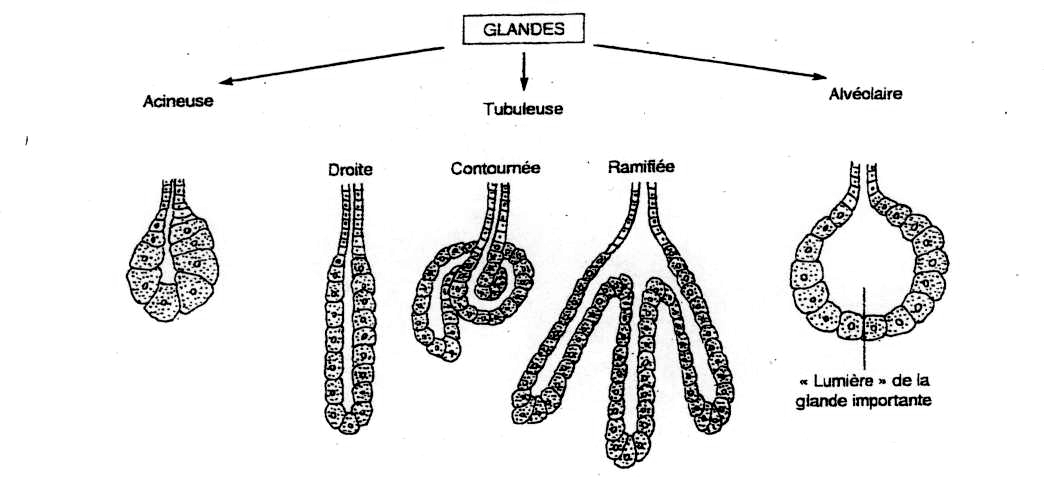 GLANDES
Acineuse
Tubuleuse
Alvéolaire
Droite
Contournée
Ramifiée
« Lumière » de la
glande importante